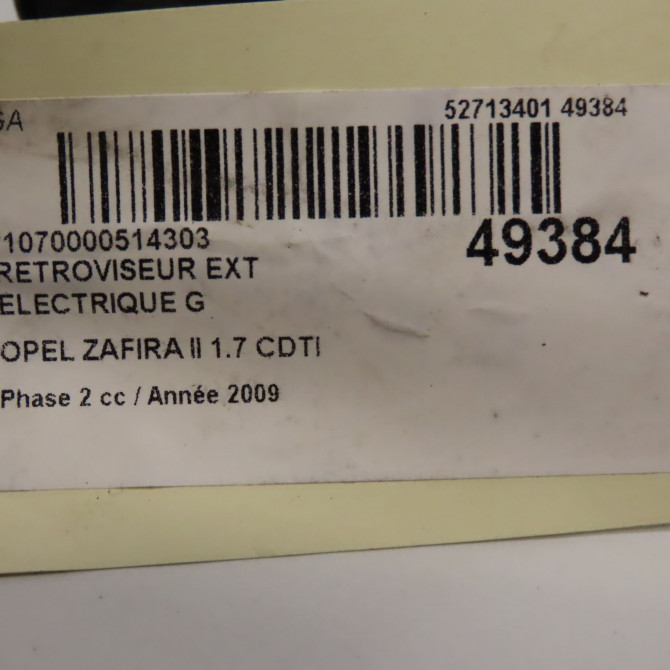 52713401 49384
1070000514303
49384
RETROVISEUR EXT
ELECTRIQUE G
OPEL ZAFIRA II 1.7 CDTI
Phase 2 cc / Année 2009